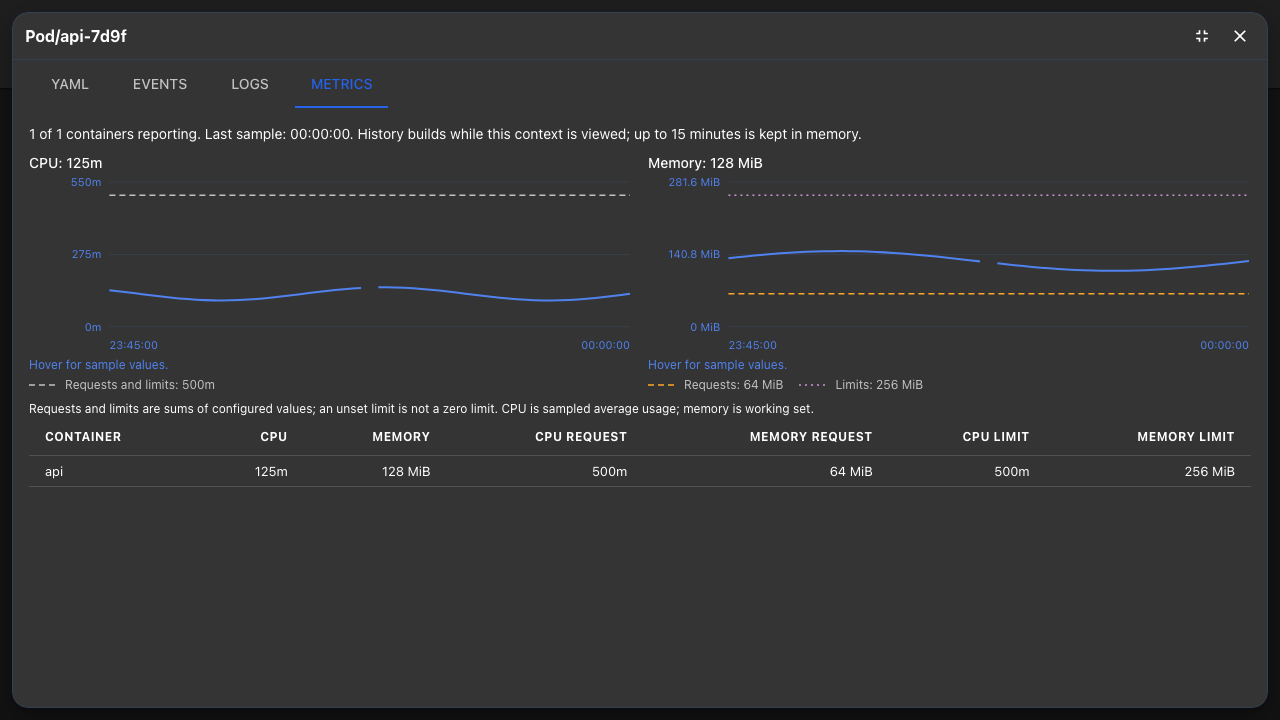 Pod/api-7d9f
YAML EVENTS LOGS METRICS
1 of 1 containers reporting. Last sample: 00:00:00. History builds while this context is viewed; up to 15 minutes is kept in memory.
CPU: 125m
550m
275m
0m
23:45:00 00:00:00
Hover for sample values.
Requests and limits: 500m
Memory: 128 MiB
281.6 MiB
140.8 MiB
0 MiB
23:45:00 00:00:00
Hover for sample values.
Requests: 64 MiB Limits: 256 MiB
Requests and limits are sums of configured values; an unset limit is not a zero limit. CPU is sampled average usage; memory is working set.
CONTAINER CPU MEMORY CPU REQUEST MEMORY REQUEST CPU LIMIT MEMORY LIMIT
api 125m 128 MiB 500m 64 MiB 500m 256 MiB